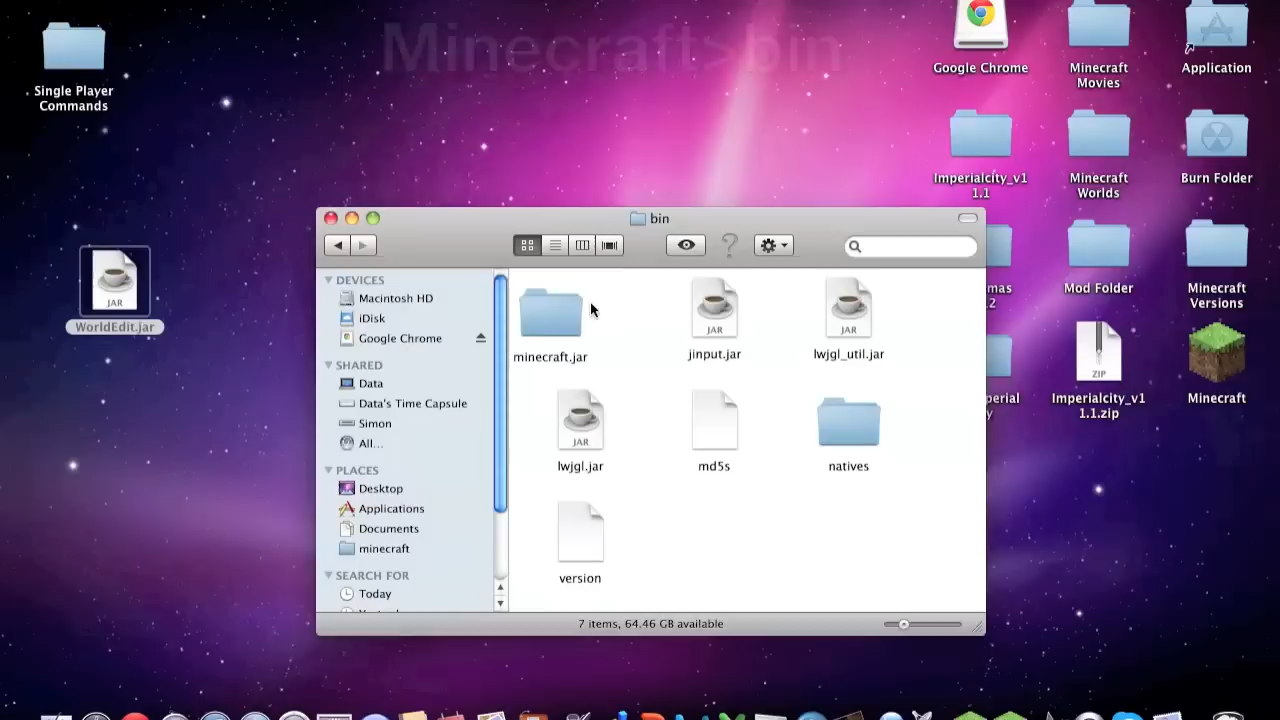 Minecraft>bin
Single Player
Commands
Google Chrome
Minecraft
Movies
Application
Imperialcity_v1
1.1
Minecraft
Worlds
Burn Folder
WorldEdit.jar
JAR
mas
.2
Mod Folder
Minecraft
Versions
perial
y
ZIP
Imperialcity_v1
1.1.zip
Minecraft
bin
DEVICES
Macintosh HD
iDisk
Google Chrome
SHARED
Data
Data's Time Capsule
Simon
All...
PLACES
Desktop
Applications
Documents
minecraft
SEARCH FOR
Today
minecraft.jar
JAR
jinput.jar
JAR
lwjgl_util.jar
JAR
lwjgl.jar
md5s
natives
version
7 items, 64.46 GB available